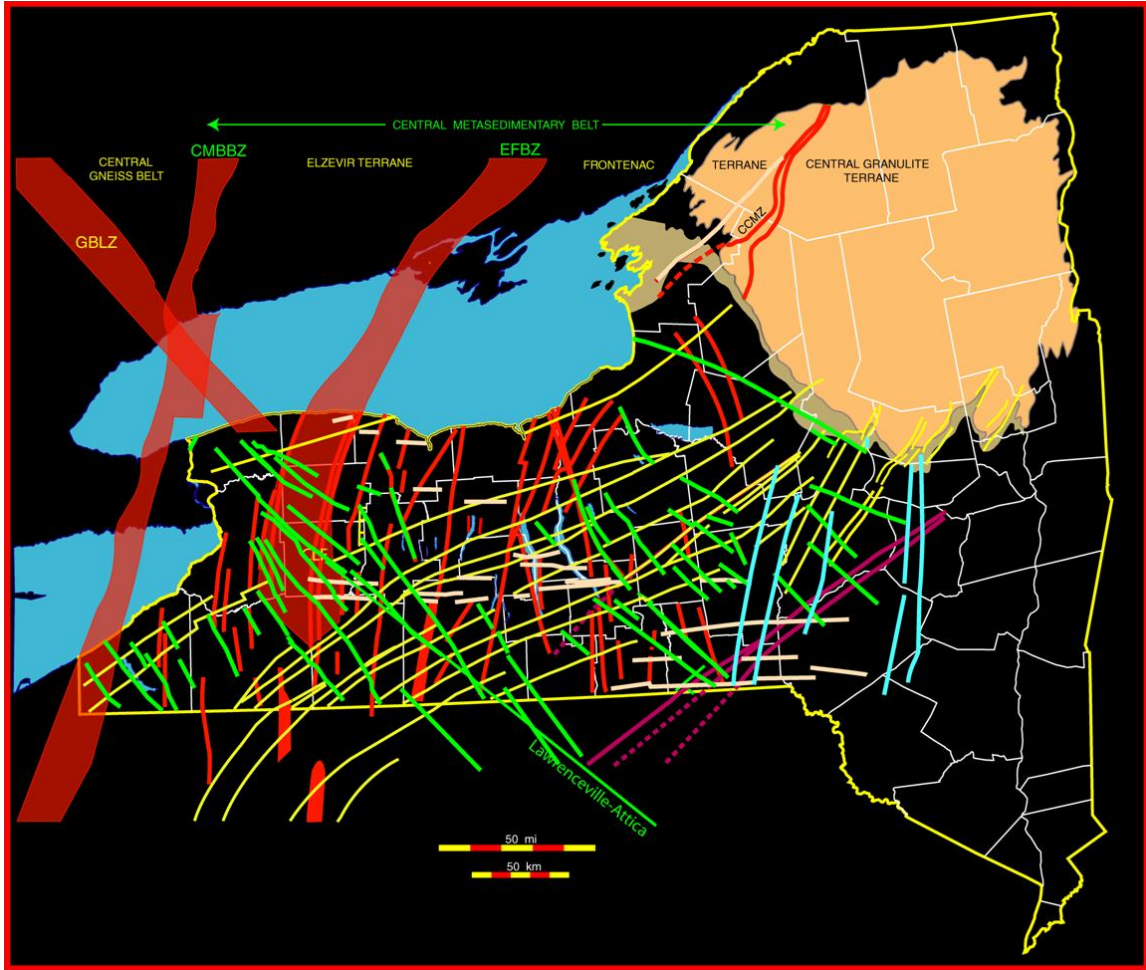 CENTRAL METASEDIMENTARY BELT
CMBBZ
EFBZ
CENTRAL
GNEISS BELT
ELZEVIR TERRANE
FRONTENAC
TERRANE
CENTRAL GRANULITE
TERRANE
GBLZ
CCMZ
CLF
Lawrenceville-Attica
50 mi
50 km